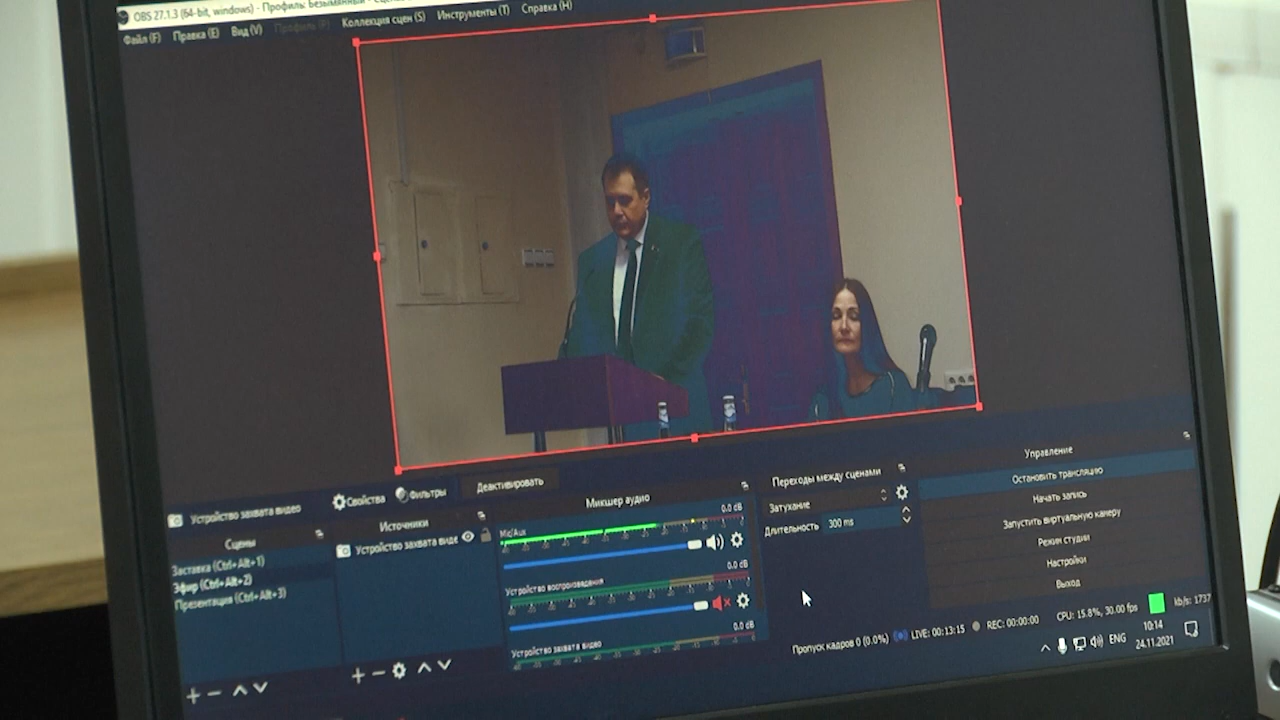 OBS 27.1.3 (64-bit, windows) - Профиль: Безымянный -
Файл (F) Правка (E) Вид (V) Профиль (P) Коллекция сцен (S) Инструменты (T) Справка (H)
Устройство захвата видео Свойства Фильтры Деактивировать
Сцены
Заставка (Ctrl+Alt+1)
Эфир (Ctrl+Alt+2)
Презентация (Ctrl+Alt+3)
Источники
Устройство захвата виде
Микшер аудио
Mic/Aux 0.0 dB
Устройство воспроизведения 0.0 dB
Устройство захвата видео 0.0 dB
Переходы между сценами
Затухание
Длительность 300 ms
Управление
Остановить трансляцию
Начать запись
Запустить виртуальную камеру
Режим студии
Настройки
Выход
Пропуск кадров 0 (0.0%) LIVE: 00:13:15 REC: 00:00:00 CPU: 15.8%, 30.00 fps kb/s: 1737
ENG 10:14
24.11.2021